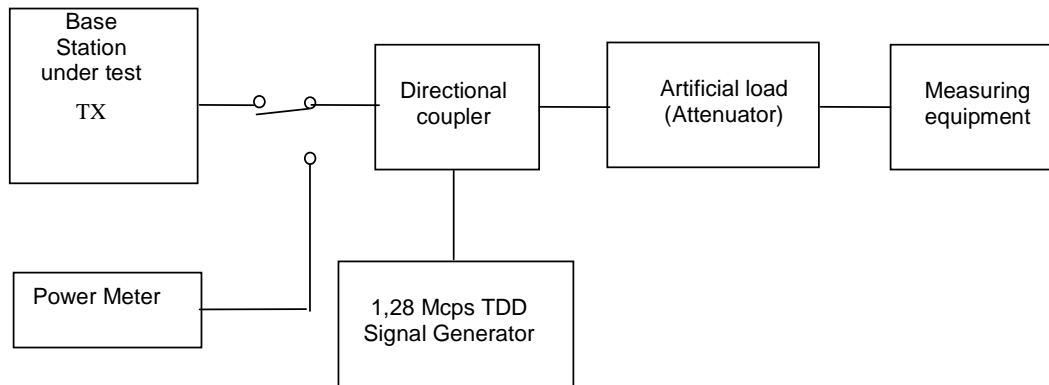 Base
Station
under test
TX
Directional
coupler
Artificial load
(Attenuator)
Measuring
equipment
Power Meter
1,28 Mcps TDD
Signal Generator